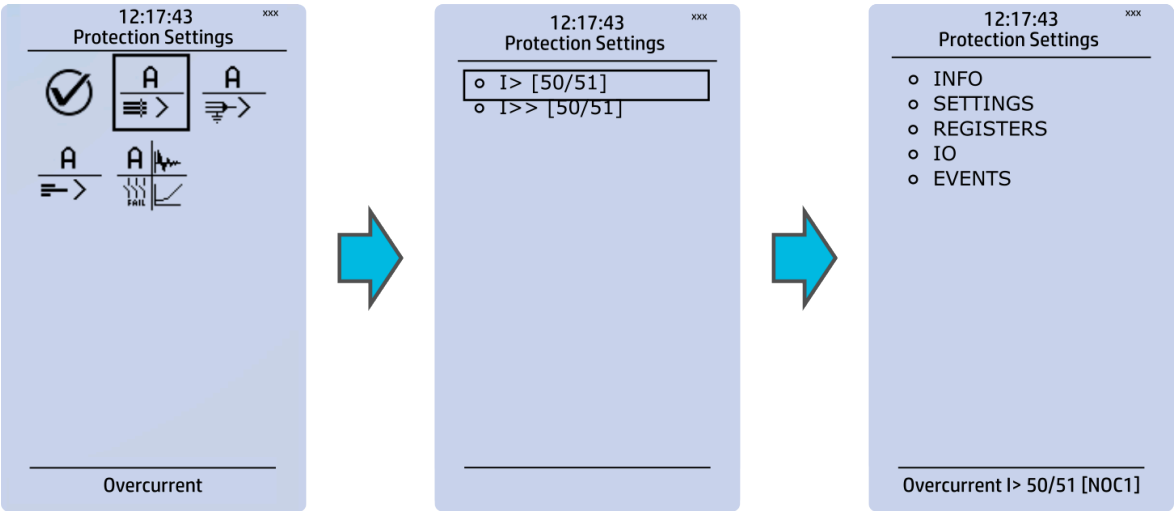 12:17:43 xxx
Protection Settings
A
A
A
A
FAIL
Overcurrent
12:17:43 xxx
Protection Settings
I> [50/51]
I>> [50/51]
12:17:43 xxx
Protection Settings
INFO
SETTINGS
REGISTERS
IO
EVENTS
Overcurrent I> 50/51 [NOC1]